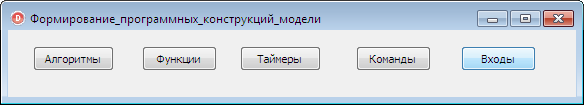 Формирование_программных_конструкций_модели
Алгоритмы Функции Таймеры Команды Входы